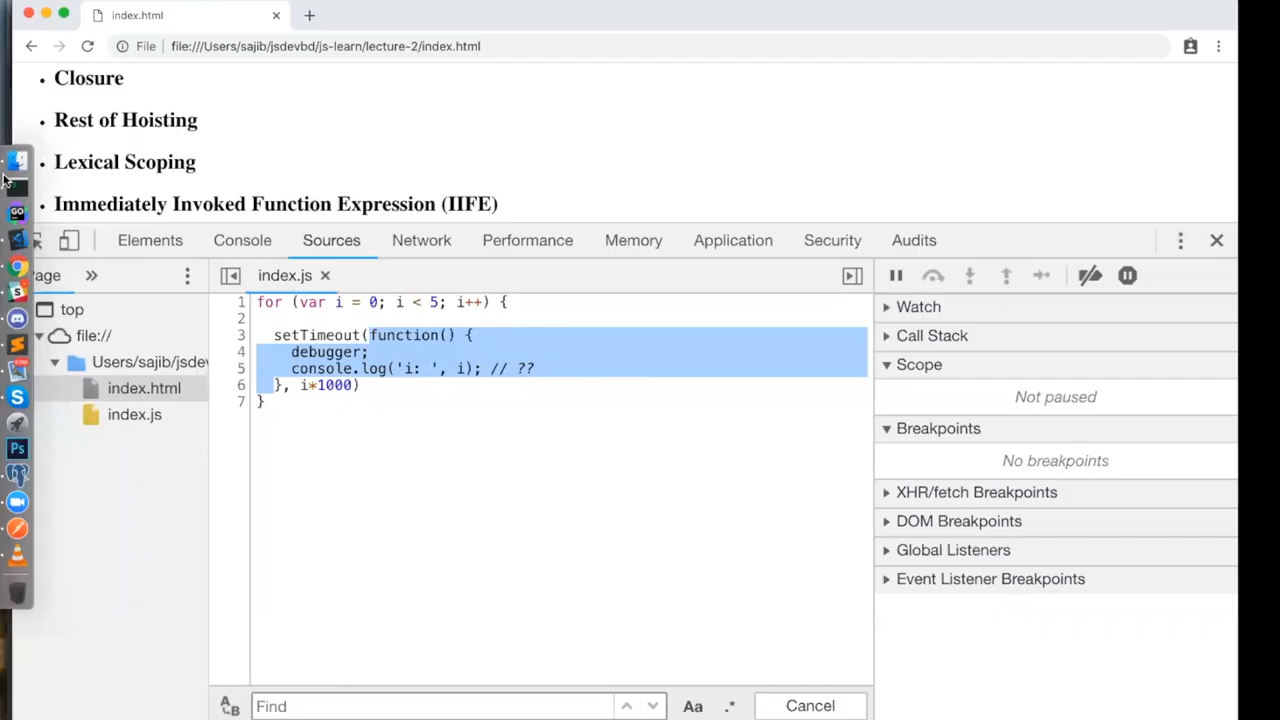 index.html
File file:///Users/sajib/jsdevbd/js-learn/lecture-2/index.html
• Closure
• Rest of Hoisting
• Lexical Scoping
• Immediately Invoked Function Expression (IIFE)
Elements Console Sources Network Performance Memory Application Security Audits
age » index.js
top
file://
Users/sajib/jsdev
index.html
index.js
1 for (var i = 0; i < 5; i++) {
2
3 setTimeout(function() {
4 debugger;
5 console.log('i: ', i); // ??
6 }, i*1000)
7 }
Watch
Call Stack
Scope
Not paused
Breakpoints
No breakpoints
XHR/fetch Breakpoints
DOM Breakpoints
Global Listeners
Event Listener Breakpoints
GO
Ps
A B Find Aa .* Cancel